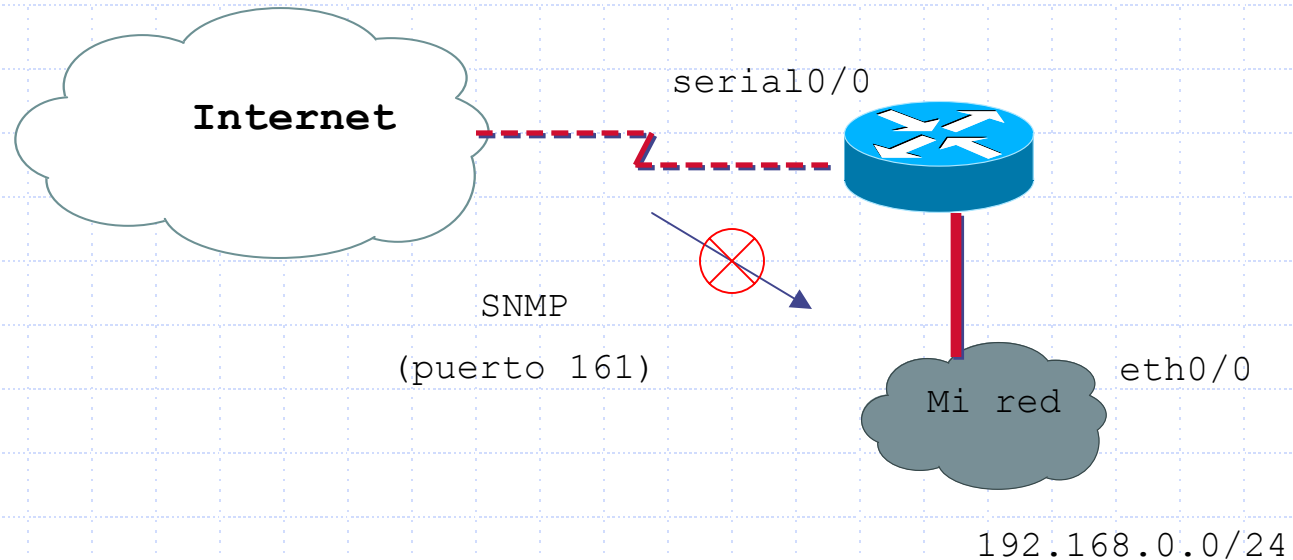 serial0/0
Internet
SNMP
(puerto 161)
eth0/0
Mi red
192.168.0.0/24